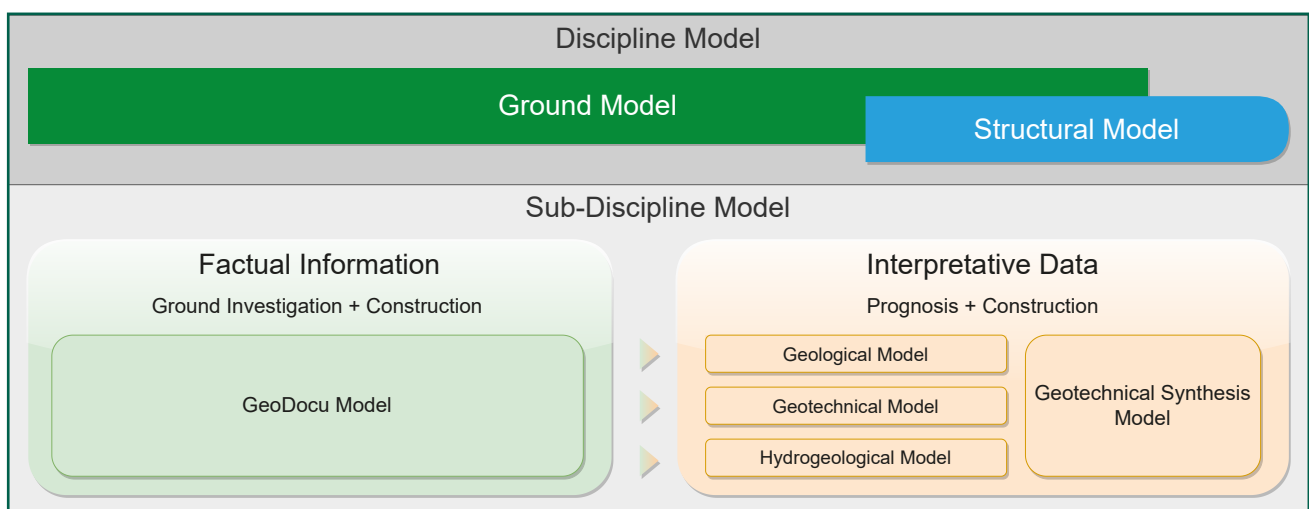 Discipline Model
Ground Model
Structural Model
Sub-Discipline Model
Factual Information
Ground Investigation + Construction
GeoDocu Model
Interpretative Data
Prognosis + Construction
Geological Model
Geotechnical Model
Hydrogeological Model
Geotechnical Synthesis
Model